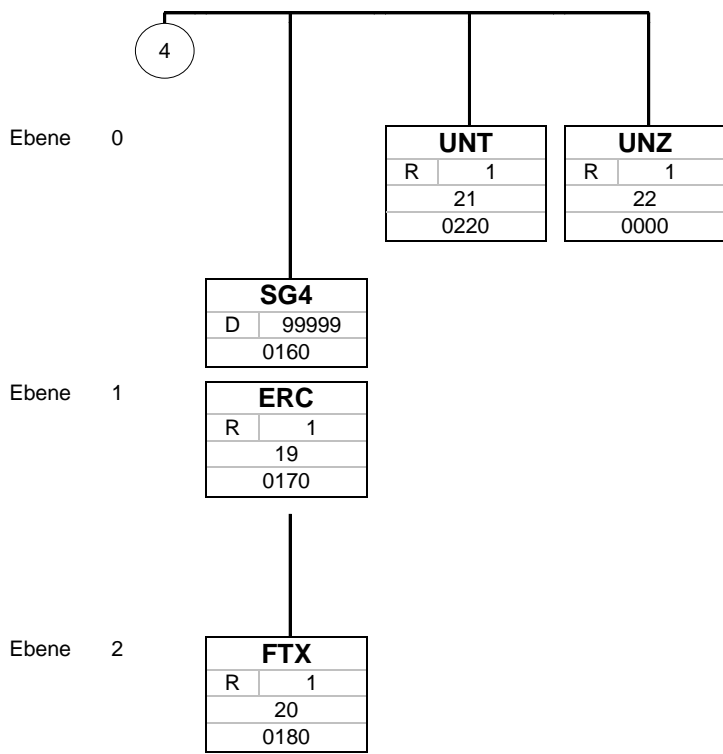 4
Ebene 0
UNT
R 1
21
0220
UNZ
R 1
22
0000
SG4
D 99999
0160
Ebene 1
ERC
R 1
19
0170
Ebene 2
FTX
R 1
20
0180